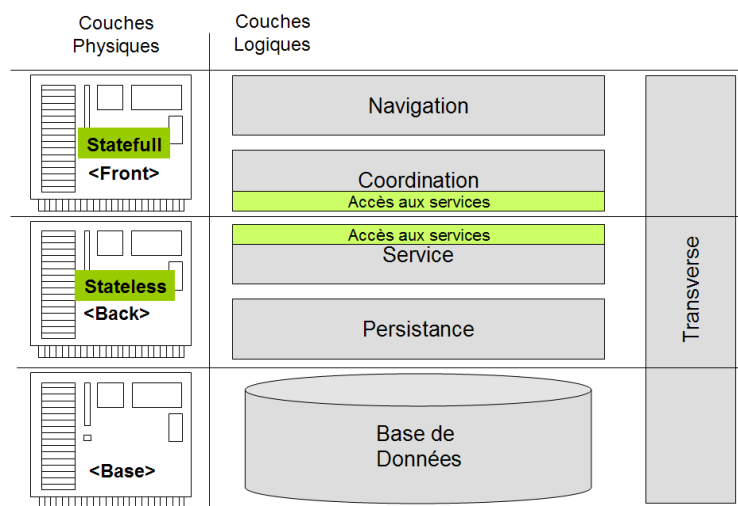 Couches
Physiques
Couches
Logiques
Statefull
<Front>
Navigation
Coordination
Accès aux services
Stateless
<Back>
Accès aux services
Service
Persistance
Transverse
<Base>
Base de
Données